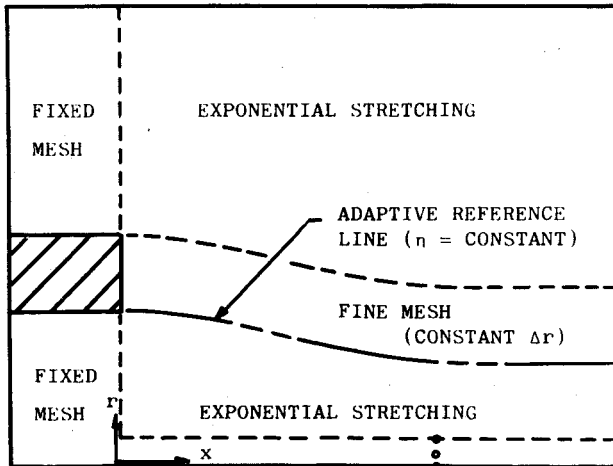 FIXED
MESH
EXPONENTIAL STRETCHING
ADAPTIVE REFERENCE
LINE (η = CONSTANT)
FINE MESH
(CONSTANT Δr)
FIXED
MESH
r
x
EXPONENTIAL STRETCHING